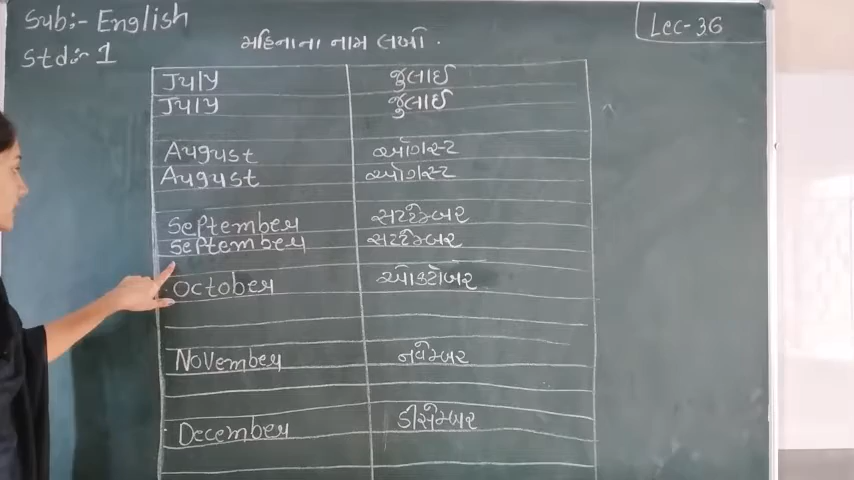 Sub:- English
Lec-36
Std:- 1
મહિનાના નામ લખો.
July જુલાઈ
July જુલાઈ
August ઑગસ્ટ
August ઑગસ્ટ
September સપ્ટેમ્બર
September સપ્ટેમ્બર
October ઑક્ટોબર
November નવેમ્બર
December ડીસેમ્બર